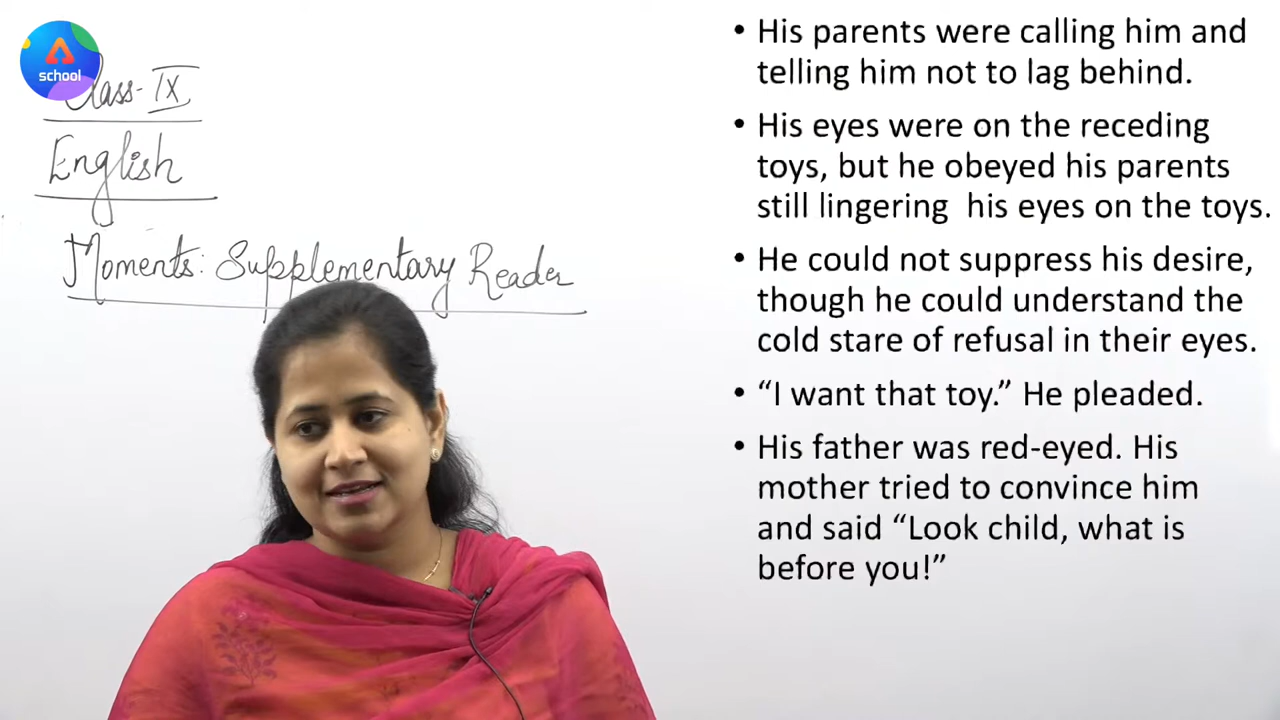 school
Class- IX
English
Moments: Supplementary Reader
• His parents were calling him and
telling him not to lag behind.
• His eyes were on the receding
toys, but he obeyed his parents
still lingering his eyes on the toys.
• He could not suppress his desire,
though he could understand the
cold stare of refusal in their eyes.
• “I want that toy.” He pleaded.
• His father was red-eyed. His
mother tried to convince him
and said “Look child, what is
before you!”